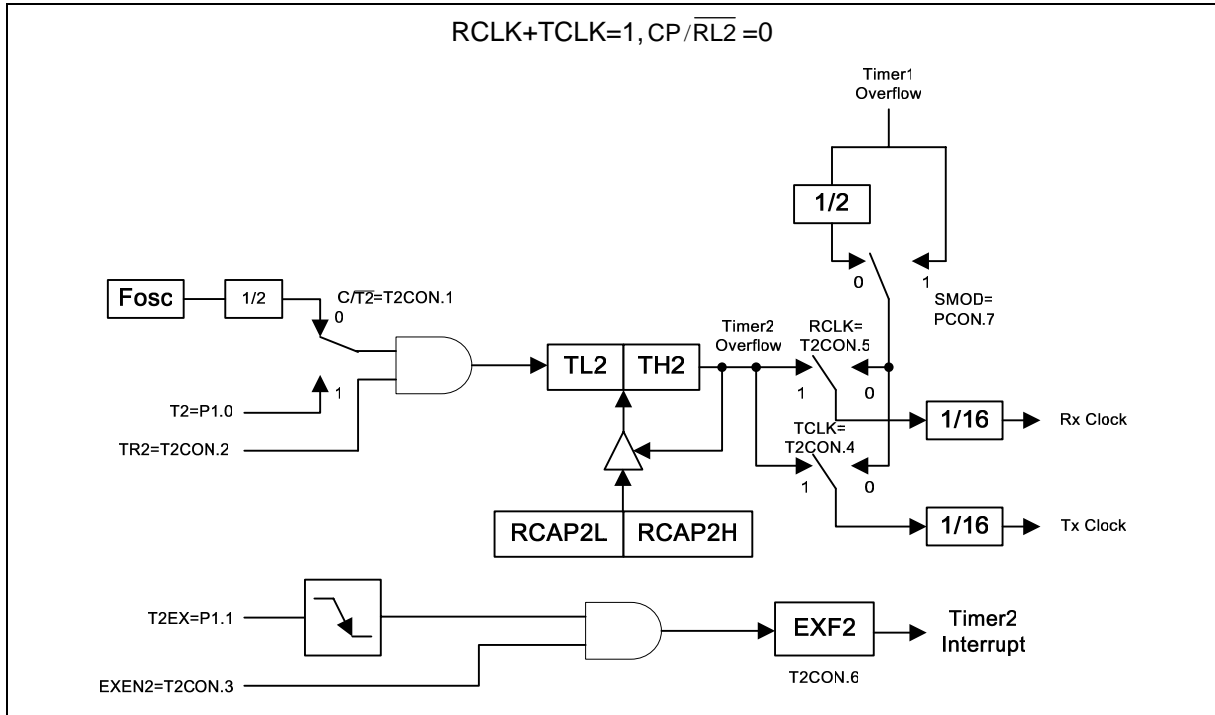 RCLK+TCLK=1, CP/RL2 =0
Timer1
Overflow
1/2
0
1
SMOD=
PCON.7
Fosc
1/2
C/T2=T2CON.1
0
1
T2=P1.0
TR2=T2CON.2
TL2
TH2
Timer2
Overflow
RCLK=
T2CON.5
1
0
1/16
Rx Clock
TCLK=
T2CON.4
1
0
1/16
Tx Clock
RCAP2L
RCAP2H
T2EX=P1.1
EXEN2=T2CON.3
EXF2
T2CON.6
Timer2
Interrupt